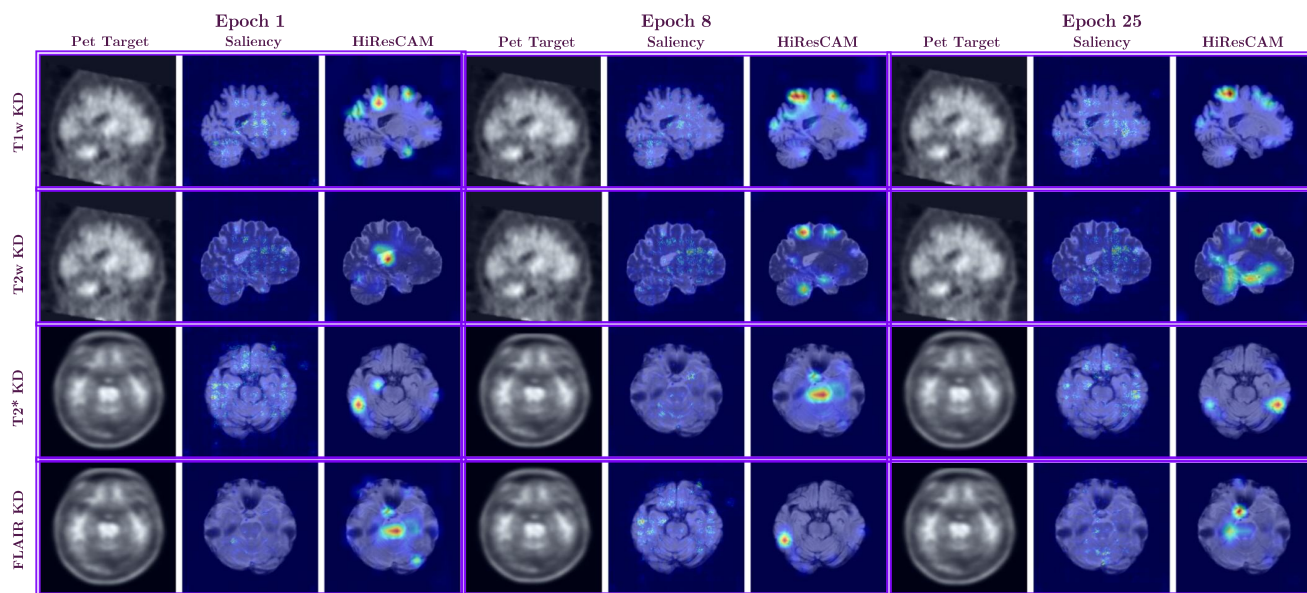 Epoch 1 Epoch 8 Epoch 25
Pet Target Saliency HiResCAM Pet Target Saliency HiResCAM Pet Target Saliency HiResCAM
T1w KD
T2w KD
T2* KD
FLAIR KD